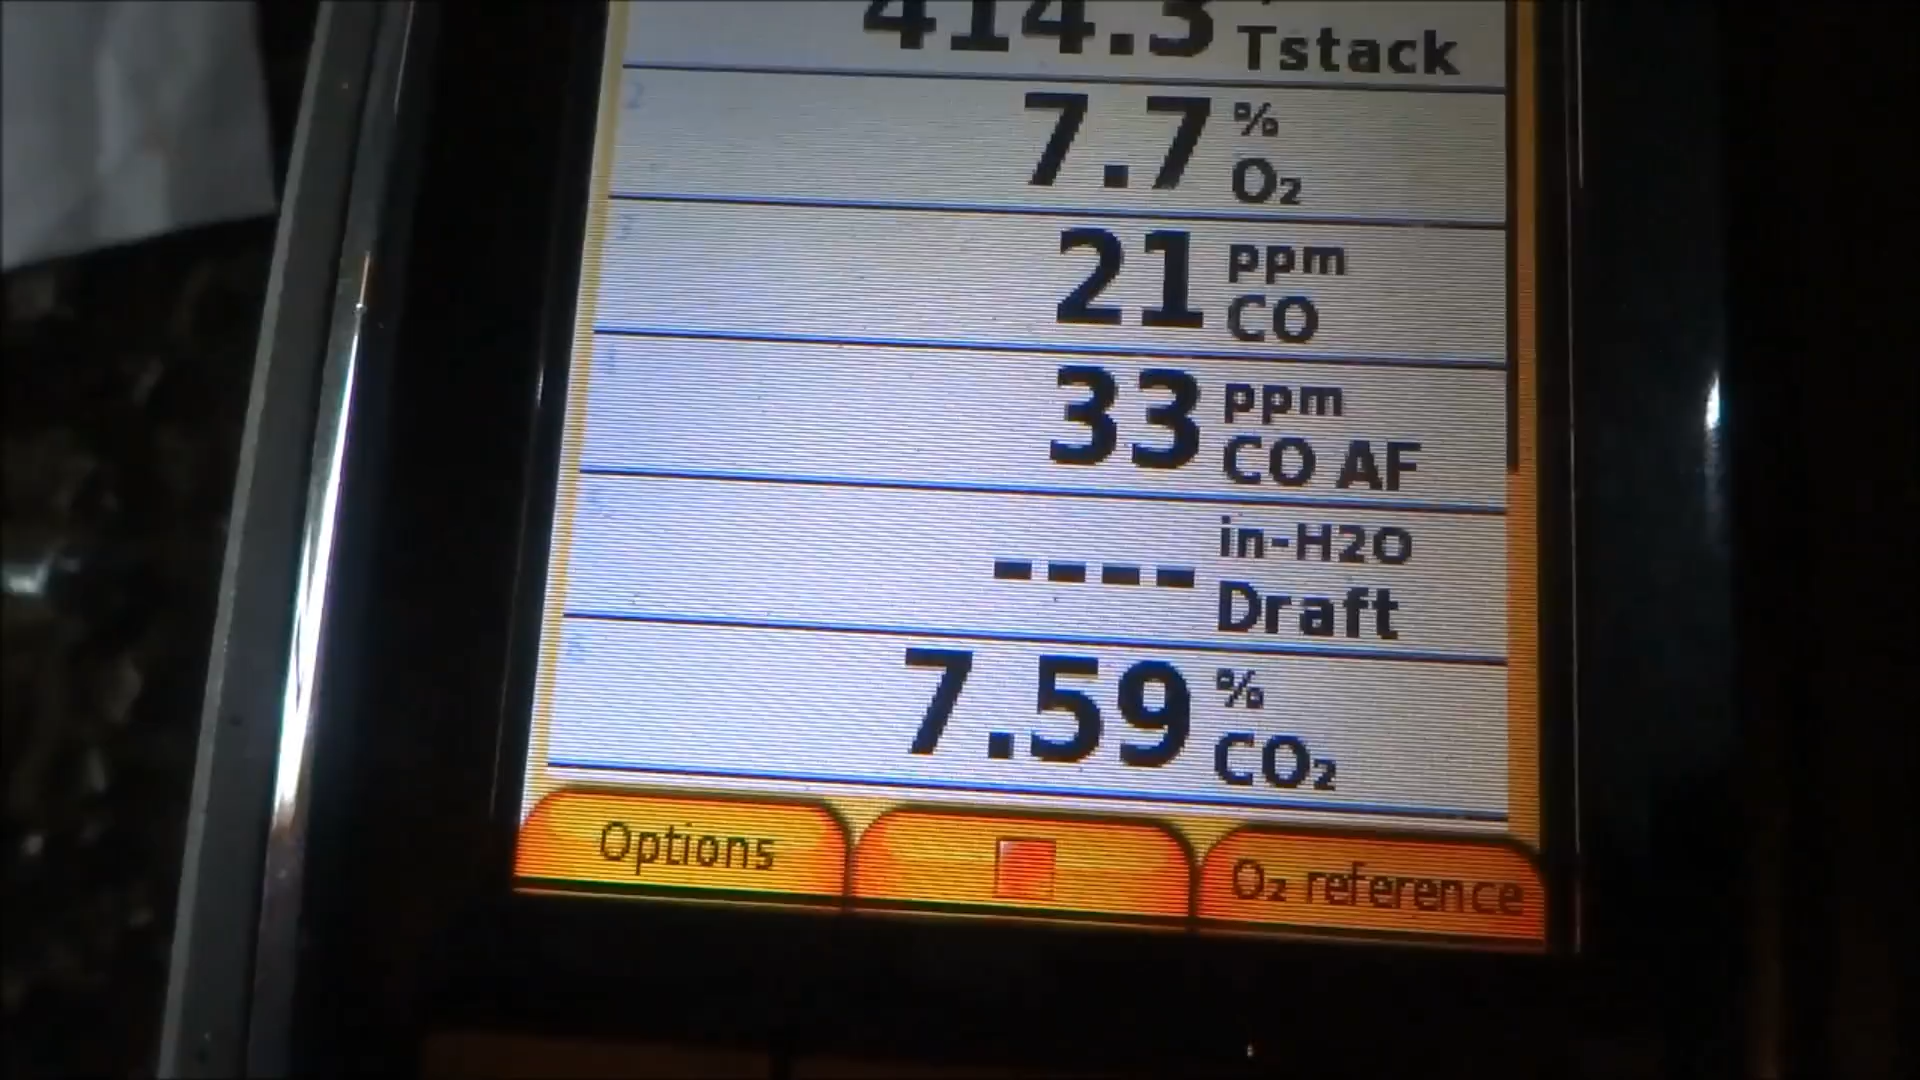 414.3 Tstack
2
7.7 %
O₂
21 ppm
CO
33 ppm
CO AF
---- in-H2O
Draft
7.59 %
CO₂
Options
O₂ reference